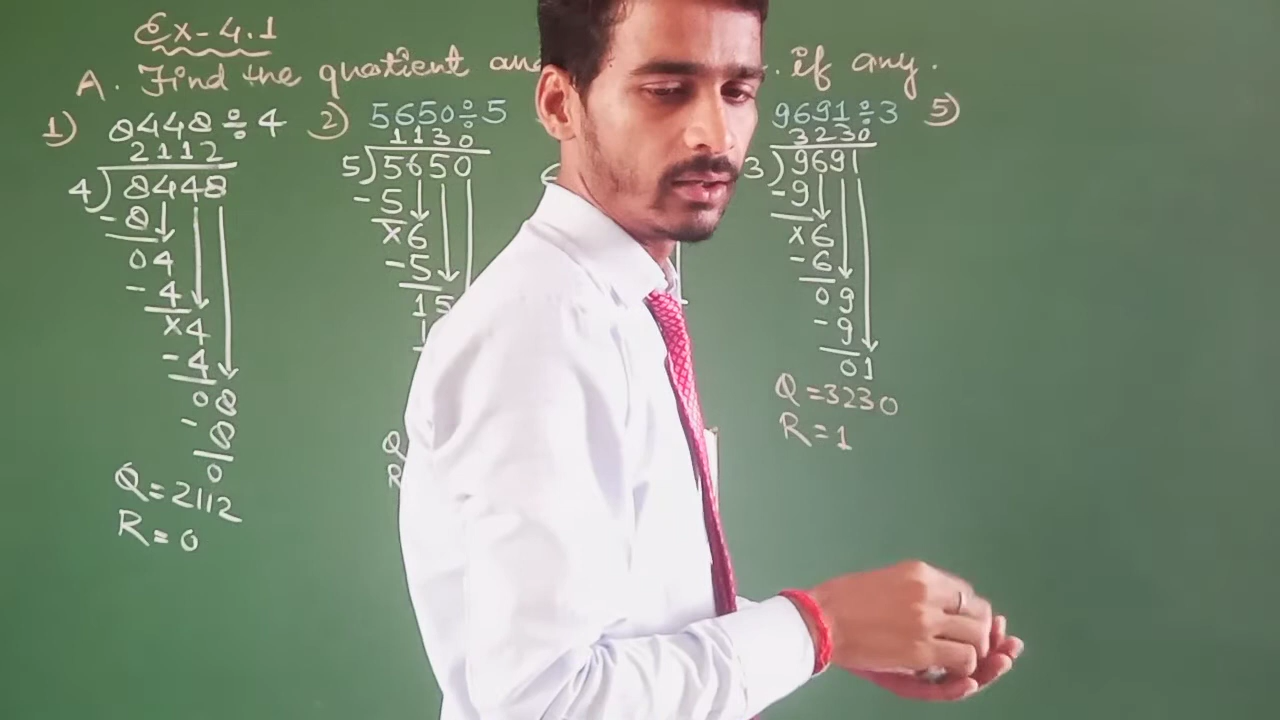 Ex-4.1
A. Find the quotient if any.
1) 8448÷4 2) 5650÷5 9691÷3 5)
2112
4)8448
-8
04
-4
×4
-4
08
-8
0
Q=2112
R=0
1130
5)5650
-5
×6
-5
15
Q
R
3230
3)9691
-9
×6
-6
09
-9
01
Q=3230
R=1